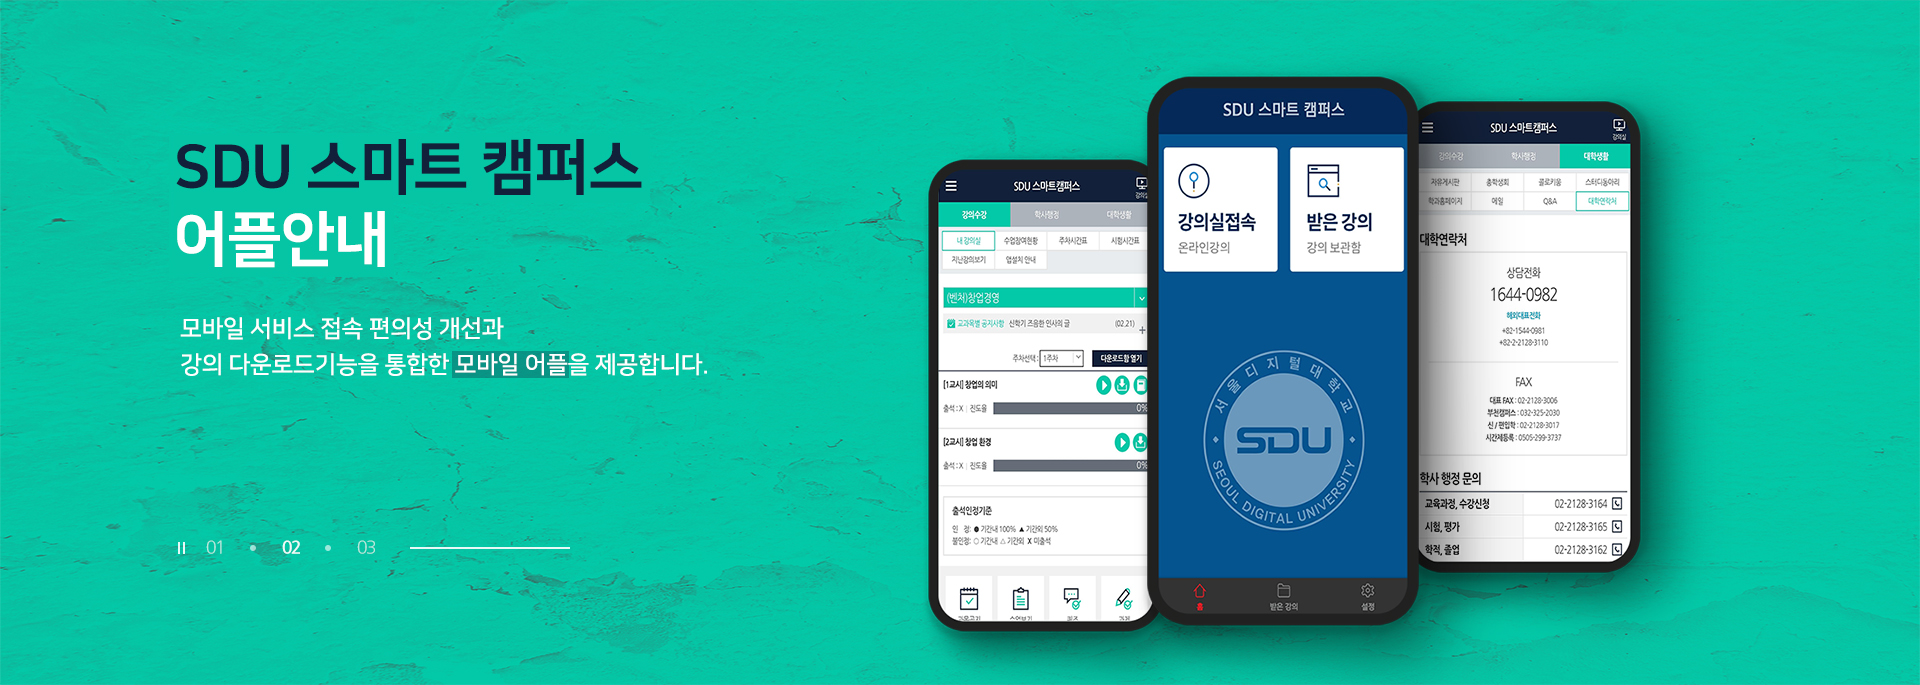 SDU 스마트 캠퍼스
어플안내
모바일 서비스 접속 편의성 개선과
강의 다운로드기능을 통합한 모바일 어플을 제공합니다.
01 • 02 • 03
SDU 스마트캠퍼스
강의실
강의수강 학사행정 대학생활
내 강의실 수업참여현황 주차시간표 시험시간표
지난강의보기 앱설치 안내
(벤처)창업경영
교과목별 공지사항 신학기 즈음한 인사의 글 (02.21)
주차선택 : 1주차 다운로드함 열기
[1교시] 창업의 의미
출석 : X | 진도율 0%
[2교시] 창업 환경
출석 : X | 진도율 0%
출석인정기준
인 정: ● 기간내 100% ▲ 기간외 50%
불인정: ○ 기간내 △ 기간외 X 미출석
SDU 스마트 캠퍼스
강의실접속
온라인강의
받은 강의
강의 보관함
서울디지털대학교
SDU
SEOUL DIGITAL UNIVERSITY
홈 받은 강의 설정
SDU 스마트캠퍼스
강의실
강의수강 학사행정 대학생활
자유게시판 총학생회 콜로키움 스터디동아리
학과홈페이지 메일 Q&A 대학연락처
대학연락처
상담전화
1644-0982
해외대표전화
+82-1544-0981
+82-2-2128-3110
FAX
대표 FAX : 02-2128-3006
부천캠퍼스 : 032-325-2030
신 / 편입학 : 02-2128-3017
시간제등록 : 0505-299-3737
학사 행정 문의
교육과정, 수강신청 02-2128-3164
시험, 평가 02-2128-3165
학적, 졸업 02-2128-3162